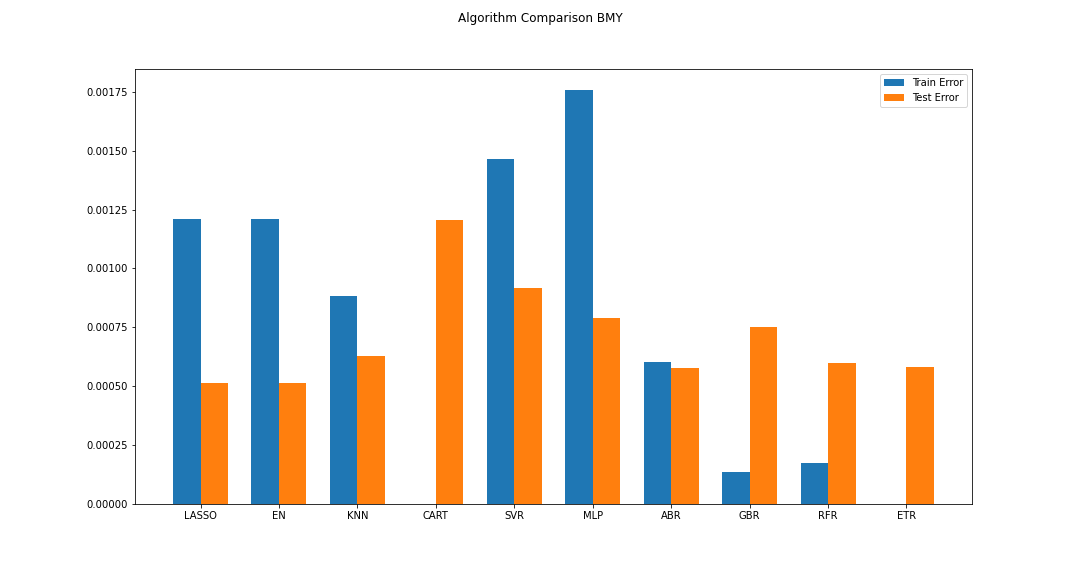 Algorithm Comparison BMY
Train Error
Test Error
0.00175
0.00150
0.00125
0.00100
0.00075
0.00050
0.00025
0.00000
LASSO EN KNN CART SVR MLP ABR GBR RFR ETR